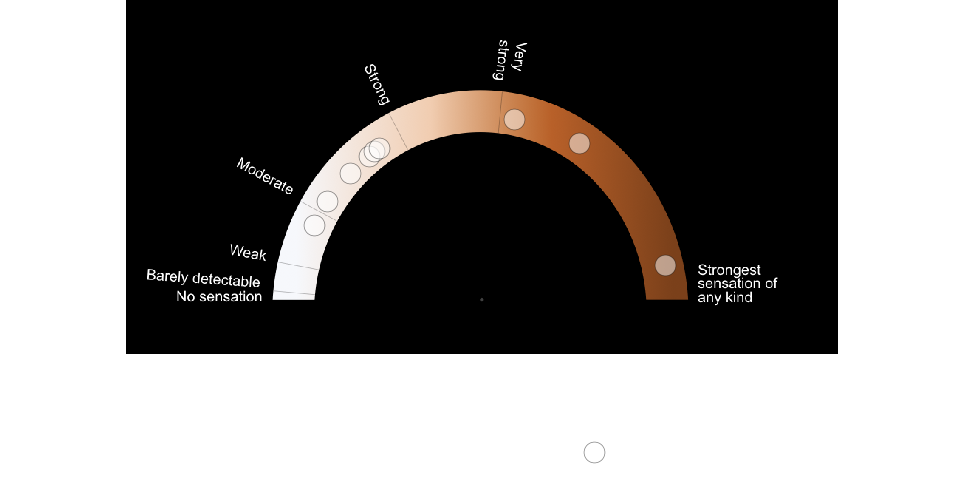 Very
strong
Strong
Moderate
Weak
Barely detectable
No sensation
Strongest
sensation of
any kind